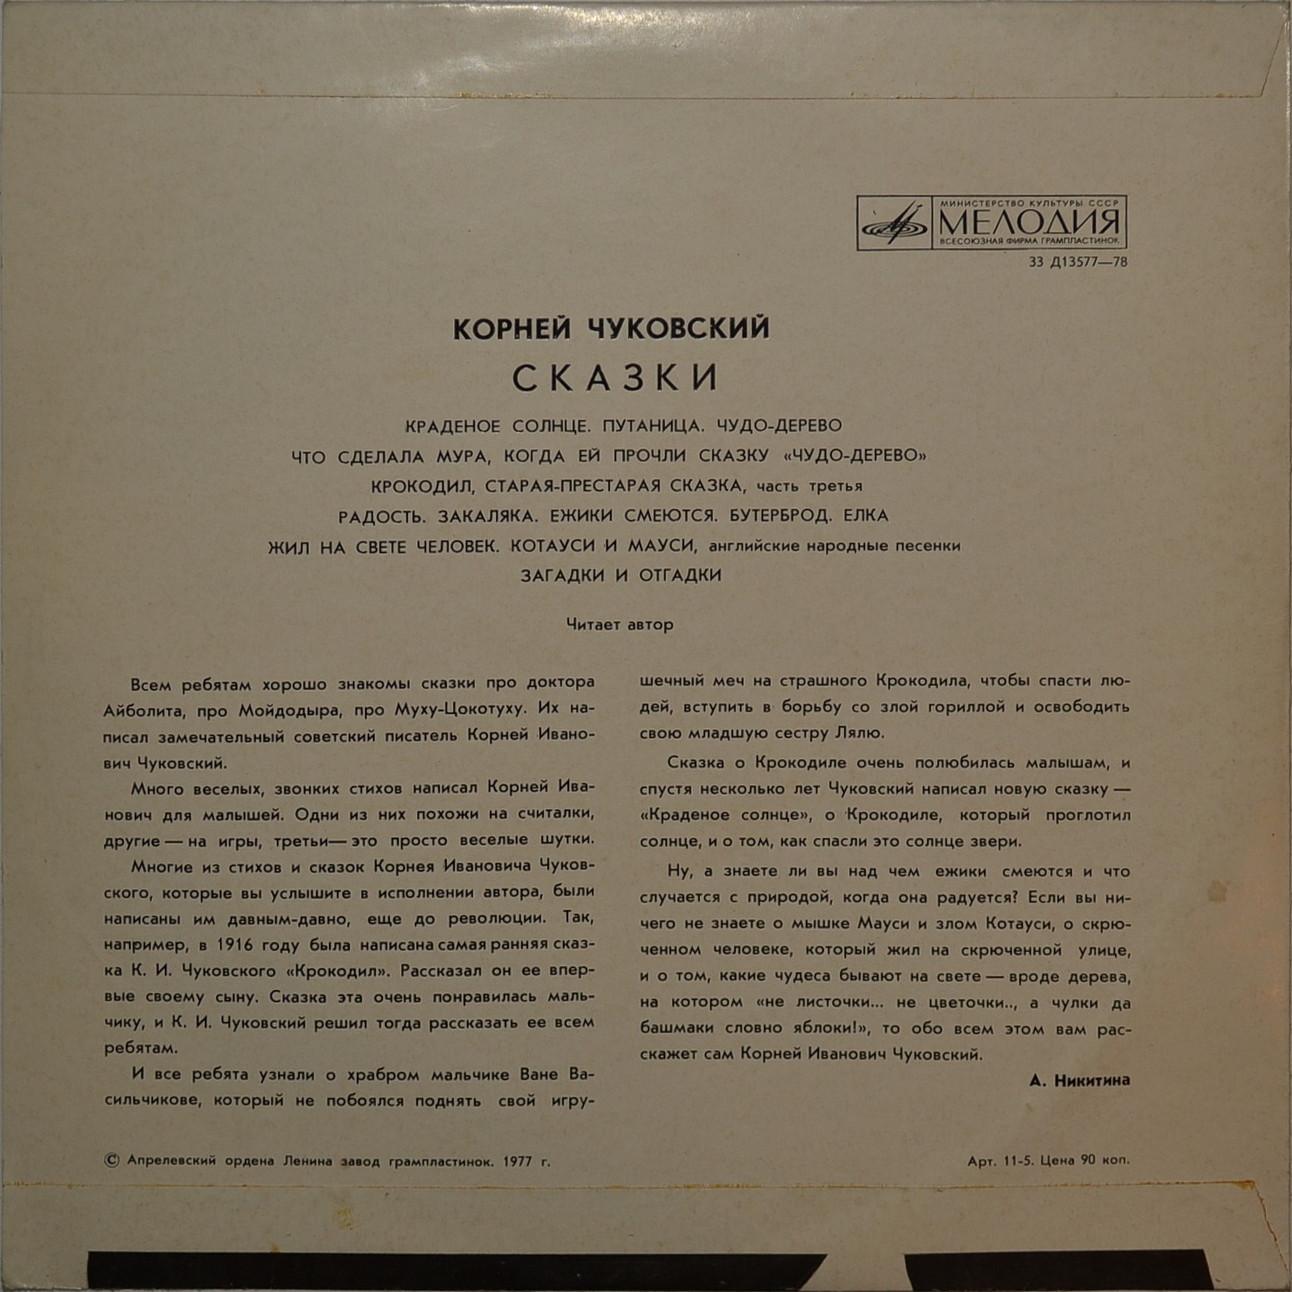 МИНИСТЕРСТВО КУЛЬТУРЫ СССР
МЕЛОДИЯ
ВСЕСОЮЗНАЯ ФИРМА ГРАМПЛАСТИНОК
33 Д13577—78
КОРНЕЙ ЧУКОВСКИЙ
СКАЗКИ
КРАДЕНОЕ СОЛНЦЕ. ПУТАНИЦА. ЧУДО-ДЕРЕВО
ЧТО СДЕЛАЛА МУРА, КОГДА ЕЙ ПРОЧЛИ СКАЗКУ «ЧУДО-ДЕРЕВО»
КРОКОДИЛ, СТАРАЯ-ПРЕСТАРАЯ СКАЗКА, часть третья
РАДОСТЬ. ЗАКАЛЯКА. ЕЖИКИ СМЕЮТСЯ. БУТЕРБРОД. ЕЛКА
ЖИЛ НА СВЕТЕ ЧЕЛОВЕК. КОТАУСИ И МАУСИ, английские народные песенки
ЗАГАДКИ И ОТГАДКИ
Читает автор
Всем ребятам хорошо знакомы сказки про доктора
Айболита, про Мойдодыра, про Муху-Цокотуху. Их на-
писал замечательный советский писатель Корней Ивано-
вич Чуковский.
Много веселых, звонких стихов написал Корней Ива-
нович для малышей. Одни из них похожи на считалки,
другие — на игры, третьи— это просто веселые шутки.
Многие из стихов и сказок Корнея Ивановича Чуков-
ского, которые вы услышите в исполнении автора, были
написаны им давным-давно, еще до революции. Так,
например, в 1916 году была написана самая ранняя сказ-
ка К. И. Чуковского «Крокодил». Рассказал он ее впер-
вые своему сыну. Сказка эта очень понравилась маль-
чику, и К. И. Чуковский решил тогда рассказать ее всем
ребятам.
И все ребята узнали о храбром мальчике Ване Ва-
сильчикове, который не побоялся поднять свой игру-
шечный меч на страшного Крокодила, чтобы спасти лю-
дей, вступить в борьбу со злой гориллой и освободить
свою младшую сестру Лялю.
Сказка о Крокодиле очень полюбилась малышам, и
спустя несколько лет Чуковский написал новую сказку —
«Краденое солнце», о Крокодиле, который проглотил
солнце, и о том, как спасли это солнце звери.
Ну, а знаете ли вы над чем ежики смеются и что
случается с природой, когда она радуется? Если вы ни-
чего не знаете о мышке Мауси и злом Котауси, о скрю-
ченном человеке, который жил на скрюченной улице,
и о том, какие чудеса бывают на свете — вроде дерева,
на котором «не листочки... не цветочки.., а чулки да
башмаки словно яблоки!», то обо всем этом вам рас-
скажет сам Корней Иванович Чуковский.
А. Никитина
© Апрелевский ордена Ленина завод грампластинок. 1977 г.
Арт. 11-5. Цена 90 коп.